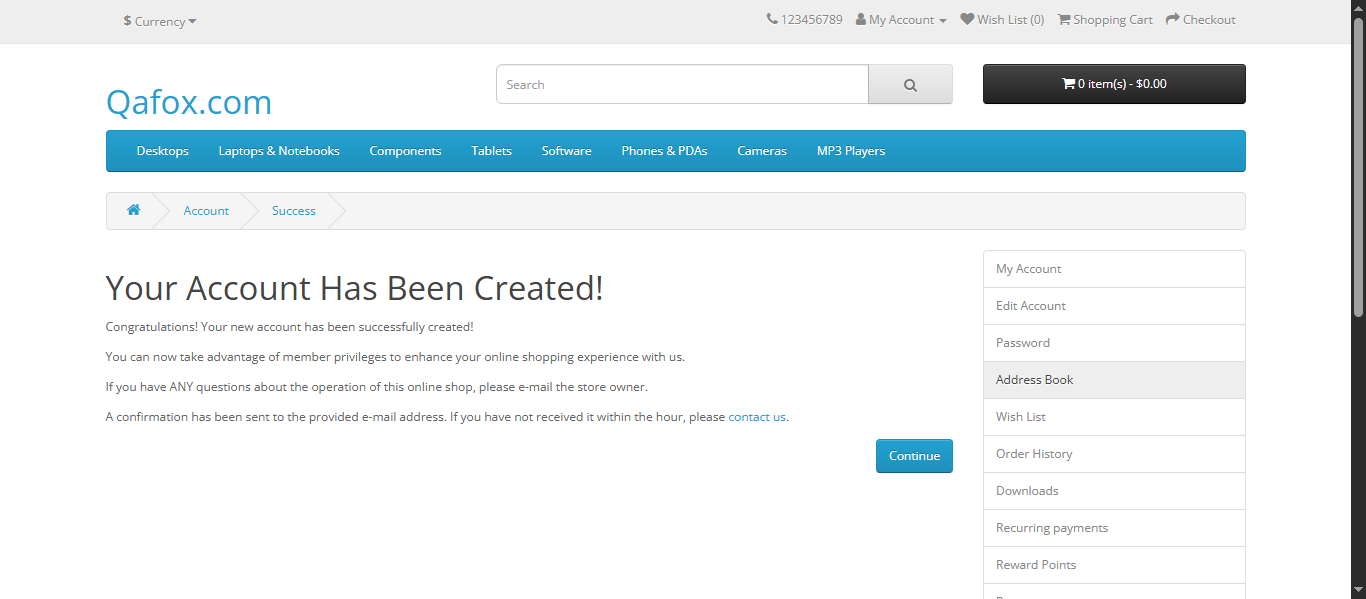 $ Currency
123456789 My Account Wish List (0) Shopping Cart Checkout
Qafox.com
Search
0 item(s) - $0.00
Desktops Laptops & Notebooks Components Tablets Software Phones & PDAs Cameras MP3 Players
Account Success
Your Account Has Been Created!
Congratulations! Your new account has been successfully created!
You can now take advantage of member privileges to enhance your online shopping experience with us.
If you have ANY questions about the operation of this online shop, please e-mail the store owner.
A confirmation has been sent to the provided e-mail address. If you have not received it within the hour, please contact us.
Continue
My Account
Edit Account
Password
Address Book
Wish List
Order History
Downloads
Recurring payments
Reward Points